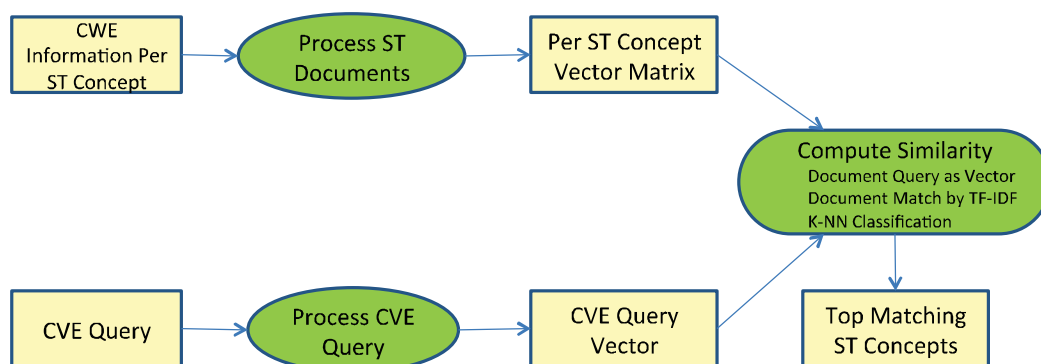 CWE
Information Per
ST Concept
Process ST
Documents
Per ST Concept
Vector Matrix
Compute Similarity
Document Query as Vector
Document Match by TF-IDF
K-NN Classification
CVE Query
Process CVE
Query
CVE Query
Vector
Top Matching
ST Concepts